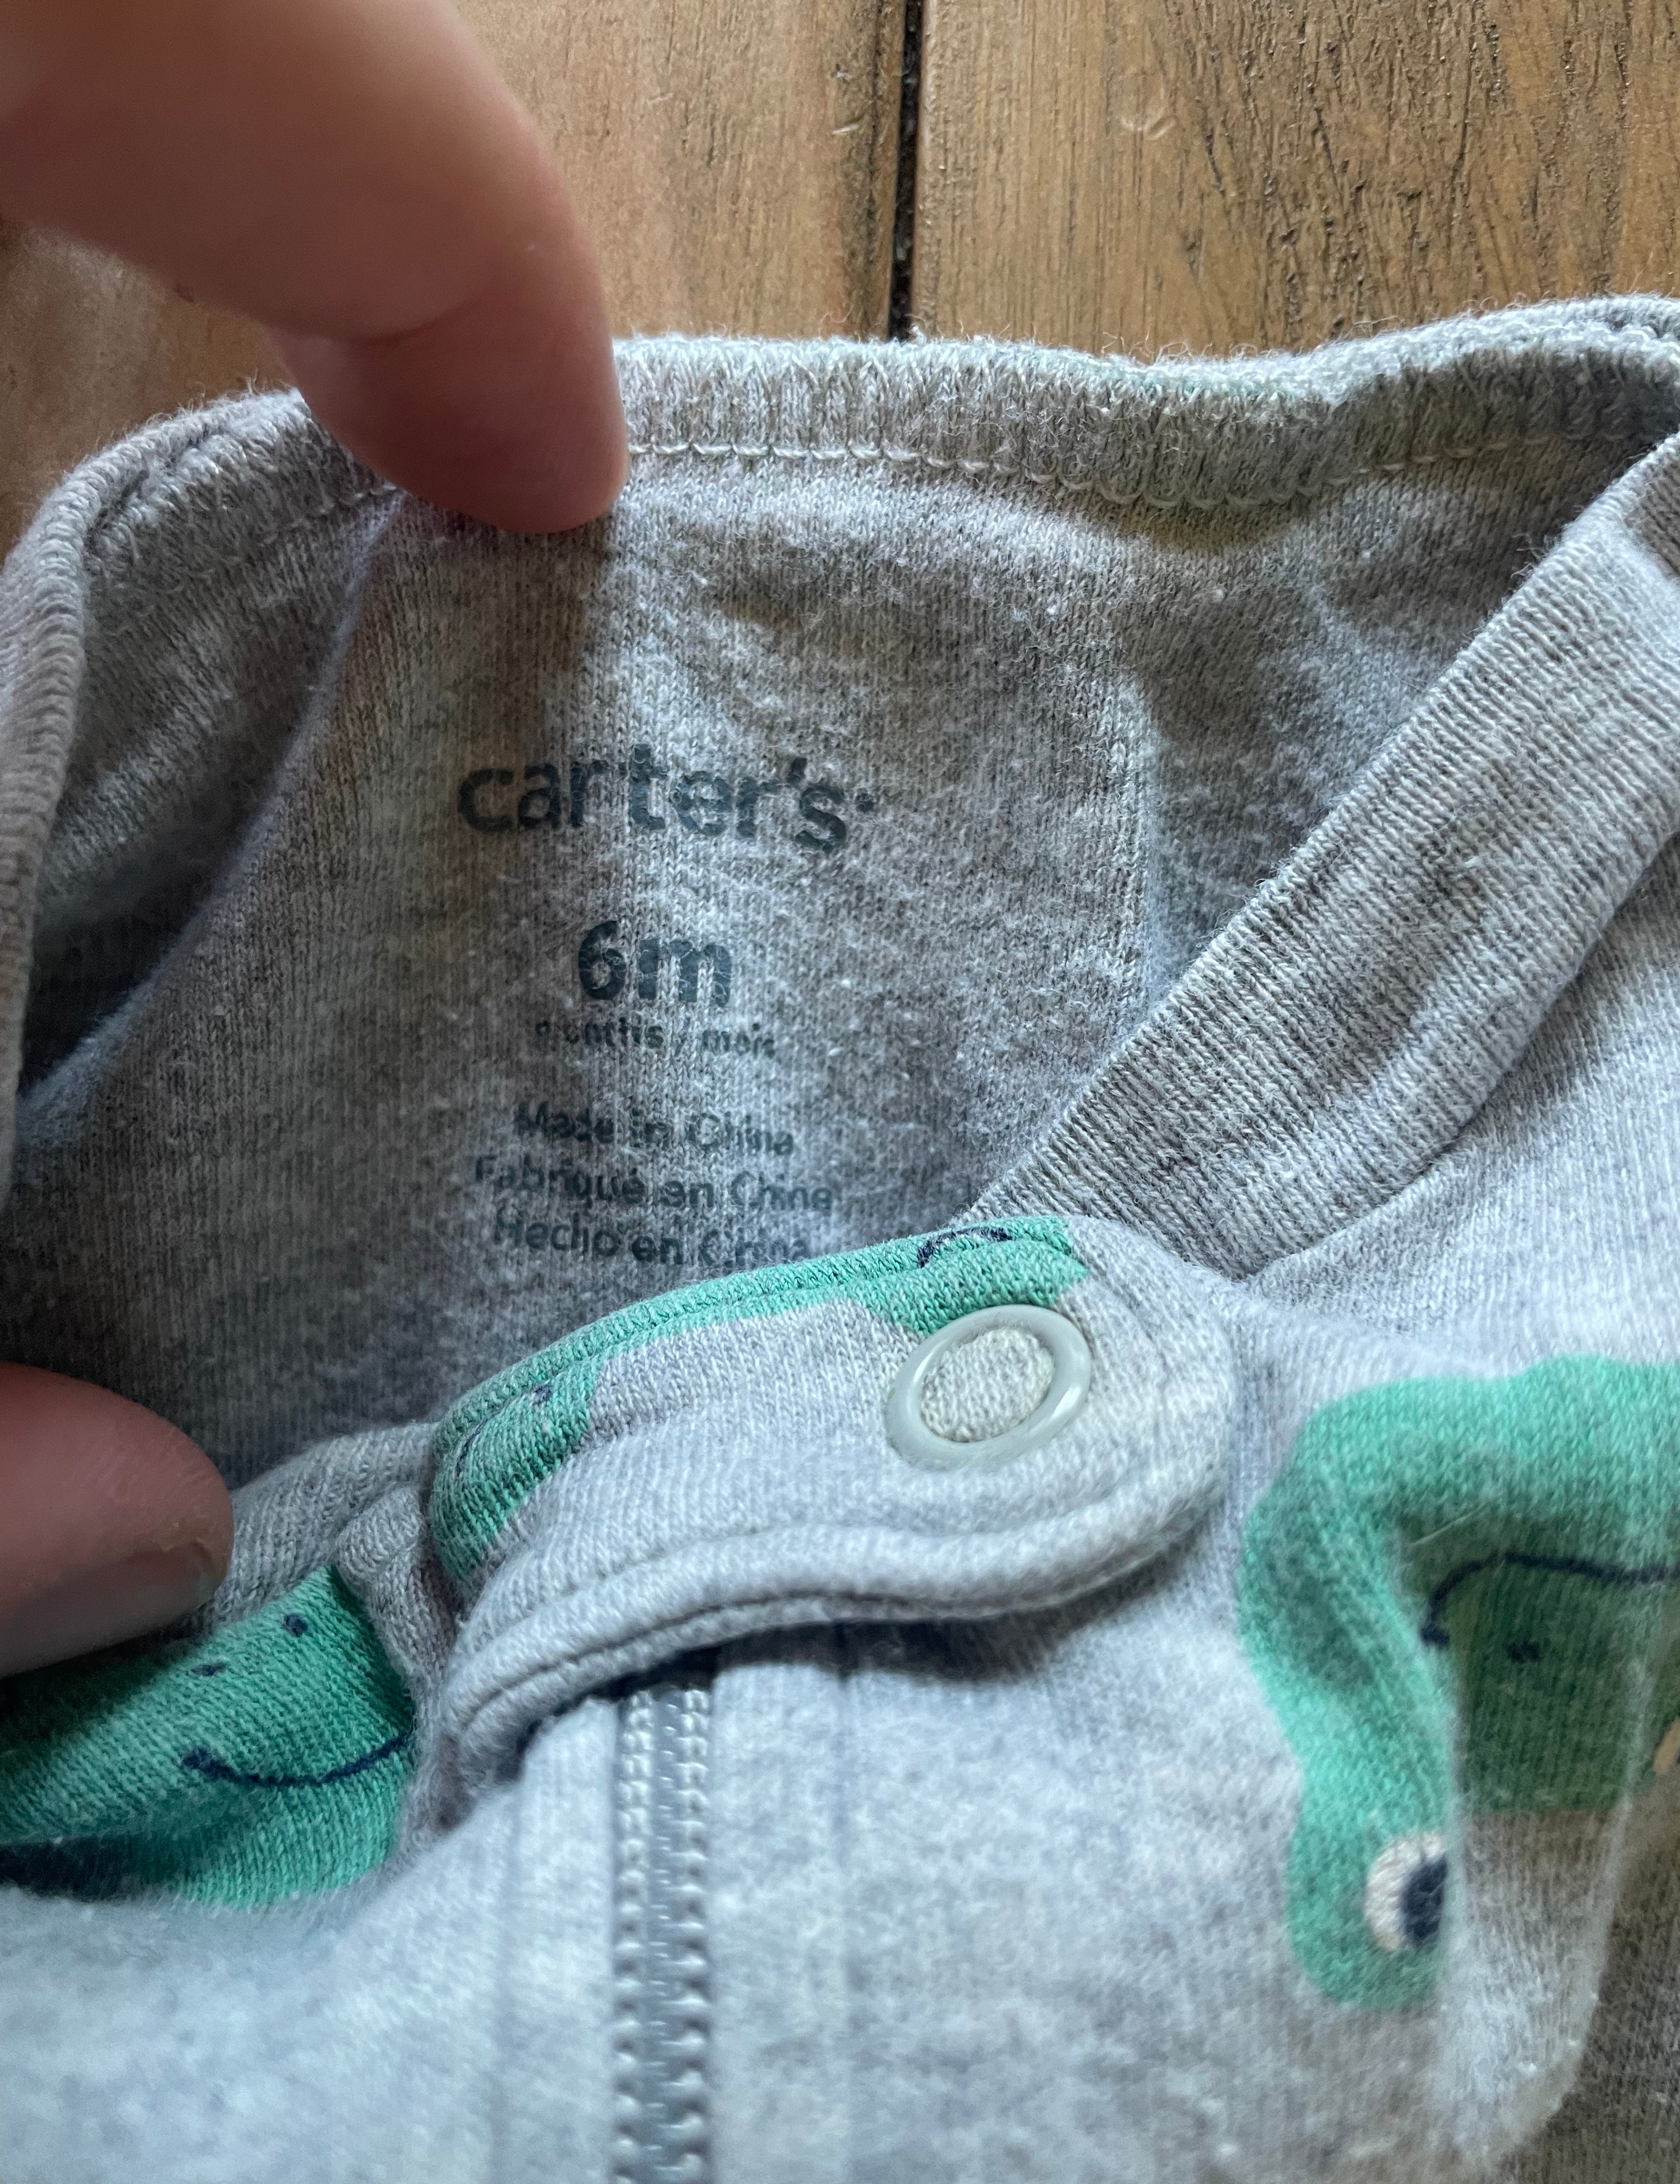 carter's
6m
months / mois
Made in China
Fabriqué en Chine
Hecho en China